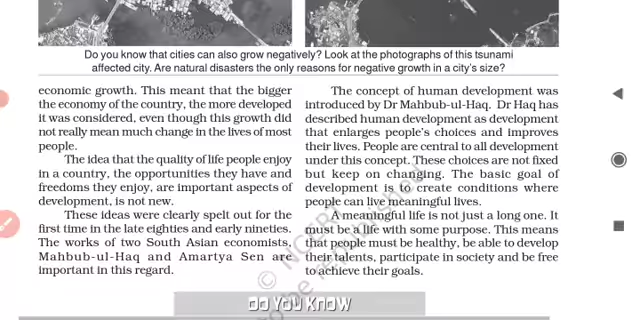 Do you know that cities can also grow negatively? Look at the photographs of this tsunami
affected city. Are natural disasters the only reasons for negative growth in a city's size?
economic growth. This meant that the bigger
the economy of the country, the more developed
it was considered, even though this growth did
not really mean much change in the lives of most
people.
The idea that the quality of life people enjoy
in a country, the opportunities they have and
freedoms they enjoy, are important aspects of
development, is not new.
These ideas were clearly spelt out for the
first time in the late eighties and early nineties.
The works of two South Asian economists,
Mahbub-ul-Haq and Amartya Sen are
important in this regard.
The concept of human development was
introduced by Dr Mahbub-ul-Haq. Dr Haq has
described human development as development
that enlarges people's choices and improves
their lives. People are central to all development
under this concept. These choices are not fixed
but keep on changing. The basic goal of
development is to create conditions where
people can live meaningful lives.
A meaningful life is not just a long one. It
must be a life with some purpose. This means
that people must be healthy, be able to develop
their talents, participate in society and be free
to achieve their goals.
© NCERT
to be republished
DO YOU KNOW